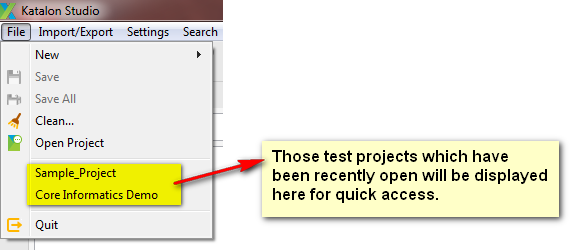 Katalon Studio
File Import/Export Settings Search
New
Save
Save All
Clean...
Open Project
Sample_Project
Core Informatics Demo
Quit
Those test projects which have
been recently open will be displayed
here for quick access.